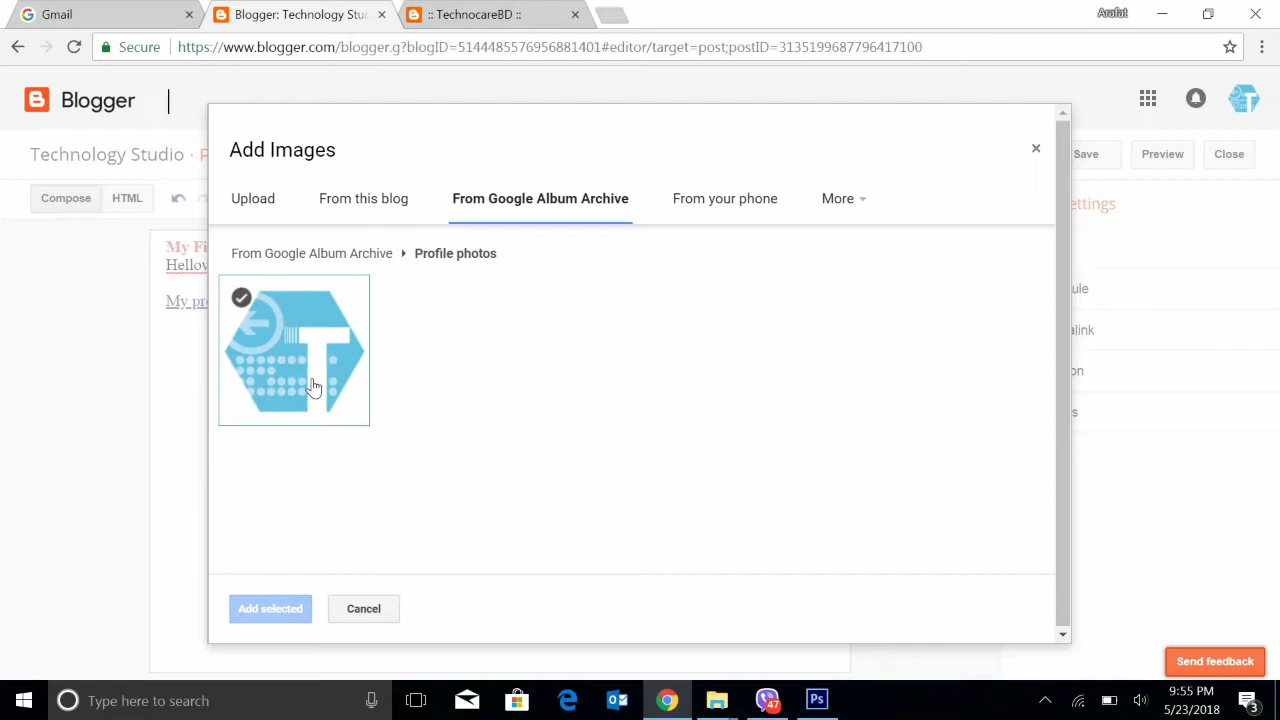 Gmail
Blogger: Technology Stu
:: TechnocareBD ::
Arafat
Secure
https://www.blogger.com/blogger.g?blogID=5144485576956881401#editor/target=post;postID=3135199687796417100
Blogger
Technology Studio · P
Save
Preview
Close
Compose
HTML
ettings
My Fi
Hellov
My pr
ule
alink
on
s
Add Images
Upload
From this blog
From Google Album Archive
From your phone
More
From Google Album Archive
Profile photos
T
Add selected
Cancel
Send feedback
Type here to search
47
Ps
9:55 PM
5/23/2018
3